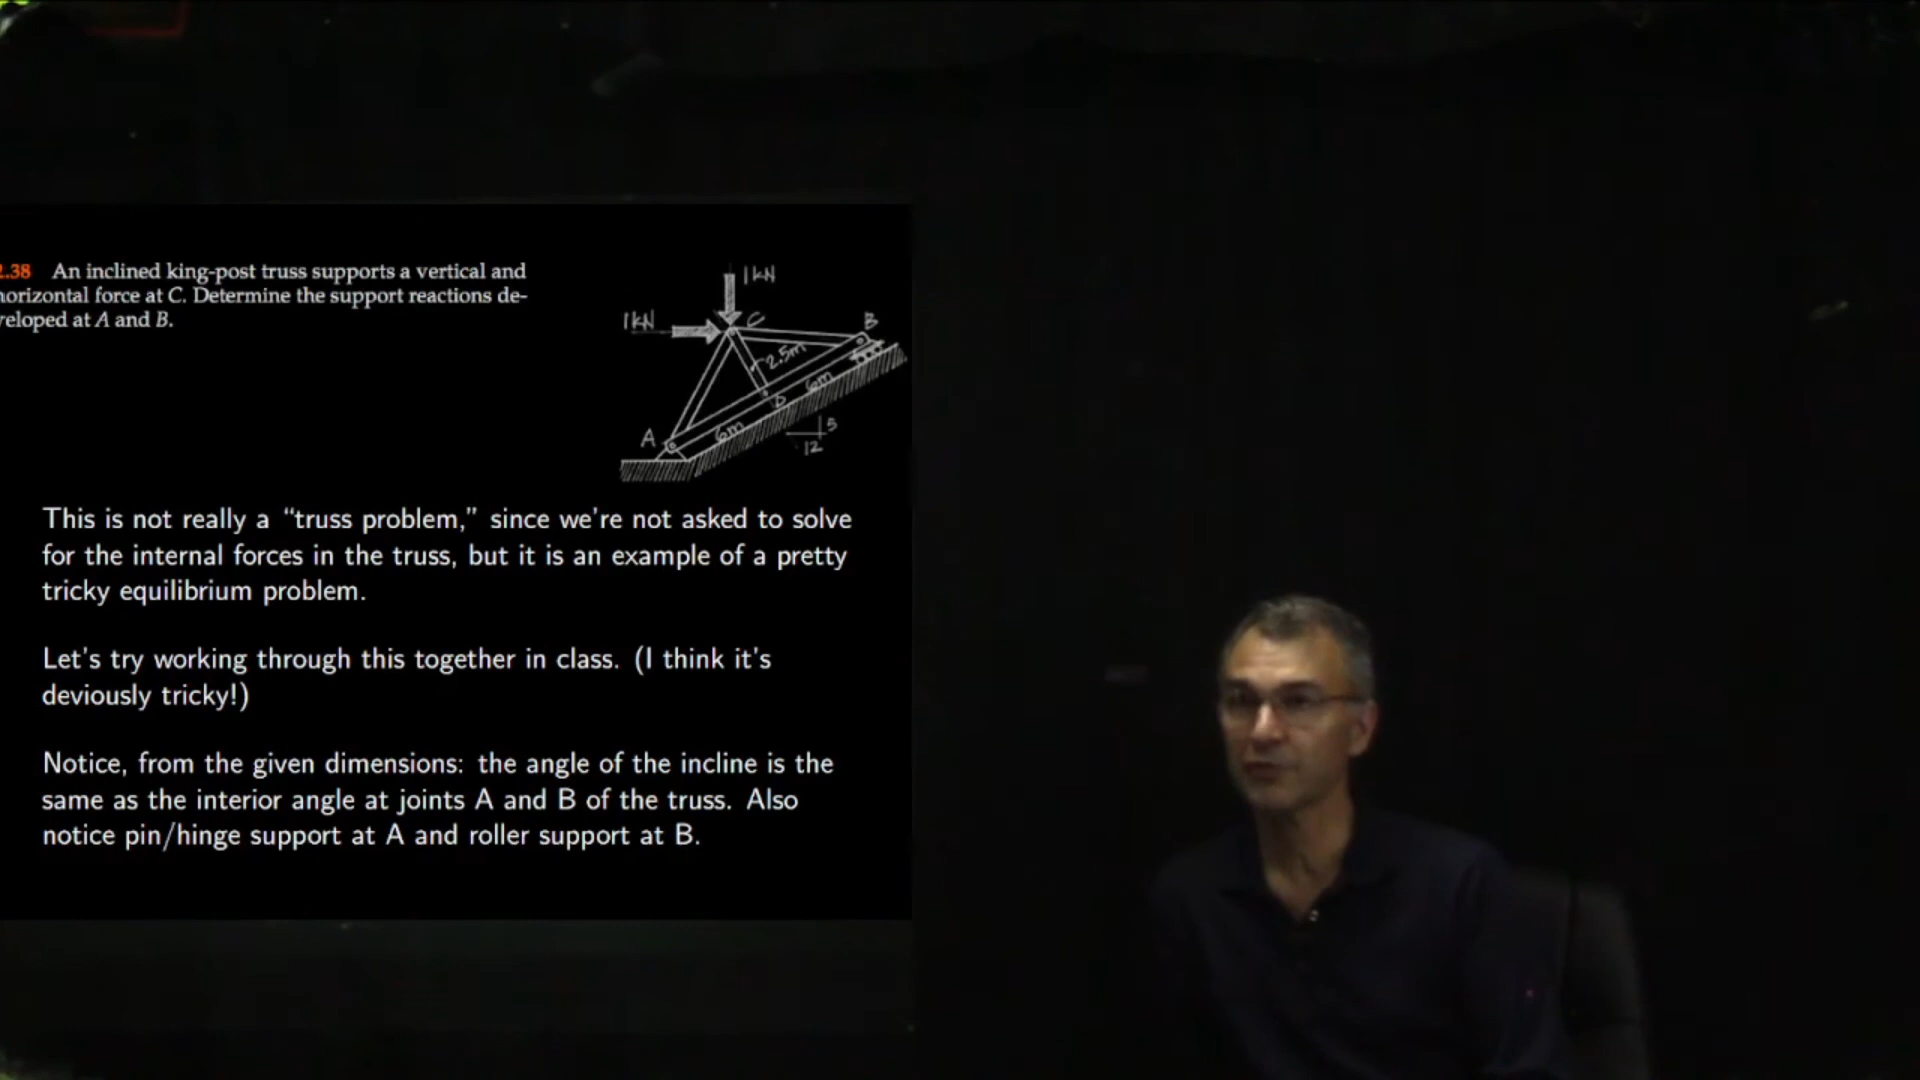 .38 An inclined king-post truss supports a vertical and
horizontal force at C. Determine the support reactions de-
veloped at A and B.
1kN
1kN
C
B
2.5m
6m
D
A
6m
5
12
This is not really a “truss problem,” since we're not asked to solve
for the internal forces in the truss, but it is an example of a pretty
tricky equilibrium problem.
Let's try working through this together in class. (I think it's
deviously tricky!)
Notice, from the given dimensions: the angle of the incline is the
same as the interior angle at joints A and B of the truss. Also
notice pin/hinge support at A and roller support at B.